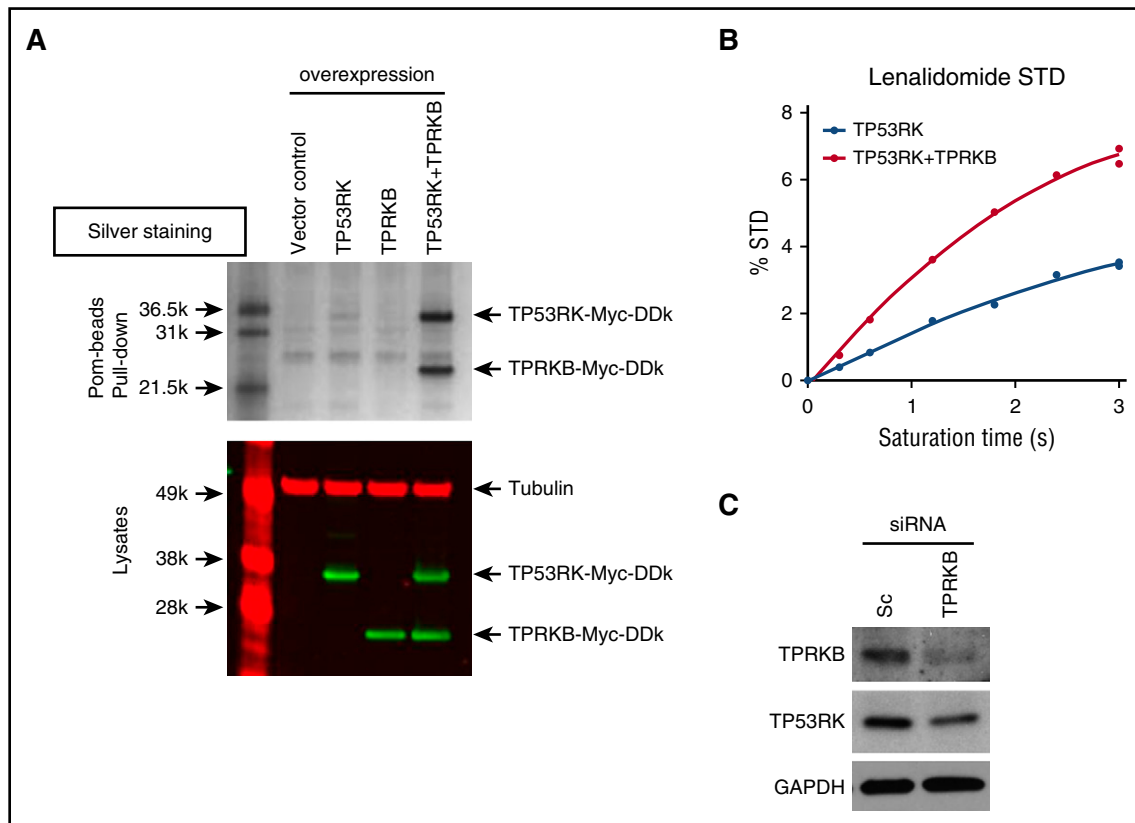 A
overexpression
Vector control
TP53RK
TPRKB
TP53RK+TPRKB
Silver staining
Pom-beads
Pull-down
36.5k
31k
21.5k
TP53RK-Myc-DDk
TPRKB-Myc-DDk
Lysates
49k
38k
28k
Tubulin
TP53RK-Myc-DDk
TPRKB-Myc-DDk
B
Lenalidomide STD
TP53RK
TP53RK+TPRKB
% STD
8
6
4
2
0
0
1
2
3
Saturation time (s)
C
siRNA
Sc
TPRKB
TPRKB
TP53RK
GAPDH